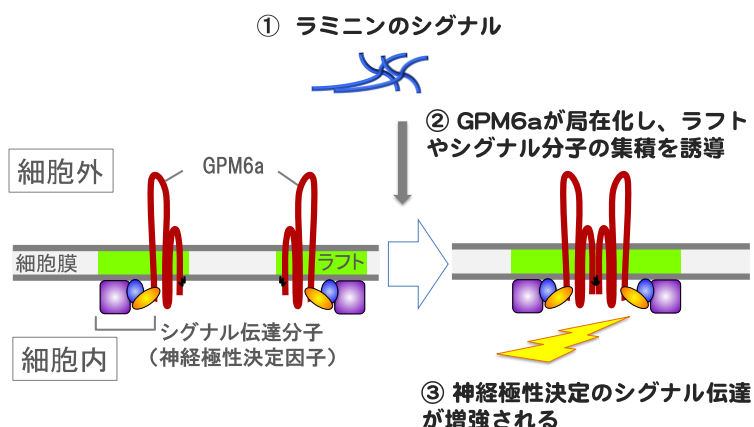 ① ラミニンのシグナル
② GPM6aが局在化し、ラフト
やシグナル分子の集積を誘導
細胞外
GPM6a
細胞膜
ラフト
シグナル伝達分子
（神経極性決定因子）
細胞内
③ 神経極性決定のシグナル伝達
が増強される